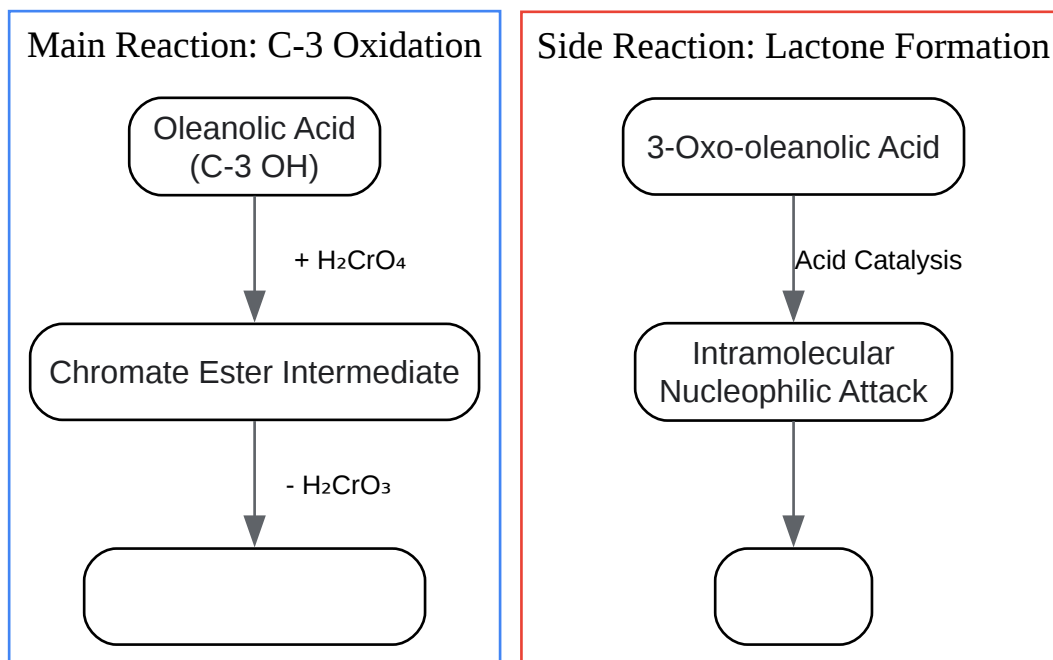 Main Reaction: C-3 Oxidation
Oleanolic Acid
(C-3 OH)
+ H₂CrO₄
Chromate Ester Intermediate
- H₂CrO₃
Side Reaction: Lactone Formation
3-Oxo-oleanolic Acid
Acid Catalysis
Intramolecular
Nucleophilic Attack